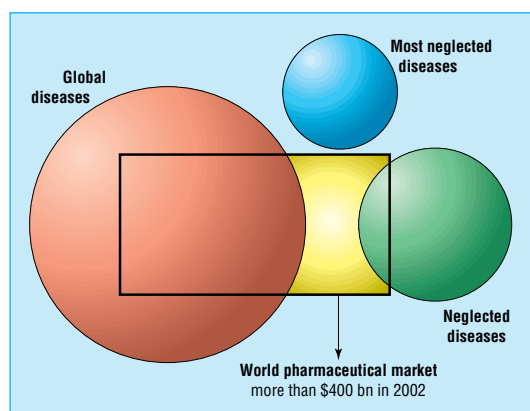 Global
diseases
Most neglected
diseases
Neglected
diseases
World pharmaceutical market
more than $400 bn in 2002